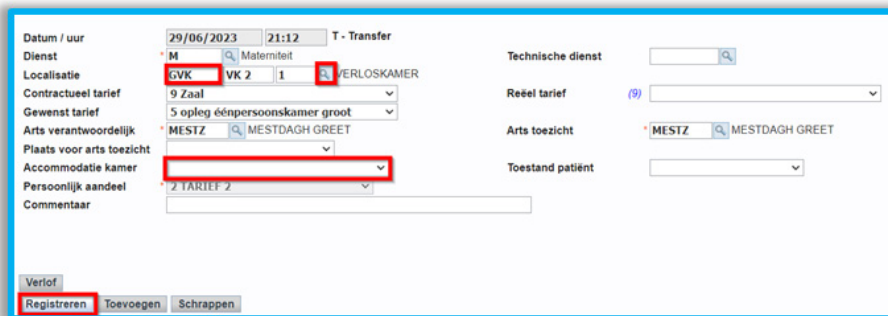 Datum / uur 29/06/2023 21:12 T - Transfer
Dienst * M Materniteit Technische dienst
Localisatie GVK VK 2 1 VERLOSKAMER
Contractueel tarief 9 Zaal Reëel tarief (9)
Gewenst tarief 5 opleg éénpersoonskamer groot
Arts verantwoordelijk * MESTZ MESTDAGH GREET Arts toezicht * MESTZ MESTDAGH GREET
Plaats voor arts toezicht
Accommodatie kamer Toestand patiënt
Persoonlijk aandeel * 2 TARIEF 2
Commentaar
Verlof
Registreren Toevoegen Schrappen